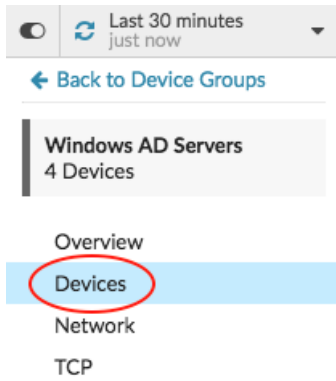 Last 30 minutes
just now
Back to Device Groups
Windows AD Servers
4 Devices
Overview
Devices
Network
TCP